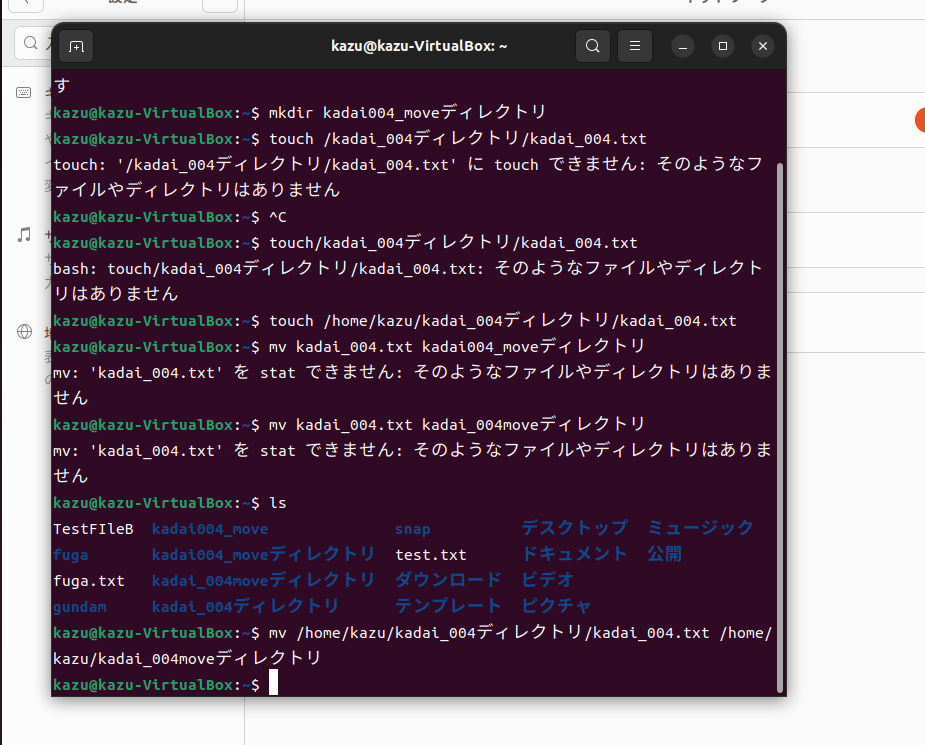 kazu@kazu-VirtualBox: ~
す
kazu@kazu-VirtualBox:~$ mkdir kadai004_moveディレクトリ
kazu@kazu-VirtualBox:~$ touch /kadai_004ディレクトリ/kadai_004.txt
touch: '/kadai_004ディレクトリ/kadai_004.txt' に touch できません: そのようなフ
ァイルやディレクトリはありません
kazu@kazu-VirtualBox:~$ ^C
kazu@kazu-VirtualBox:~$ touch/kadai_004ディレクトリ/kadai_004.txt
bash: touch/kadai_004ディレクトリ/kadai_004.txt: そのようなファイルやディレクト
リはありません
kazu@kazu-VirtualBox:~$ touch /home/kazu/kadai_004ディレクトリ/kadai_004.txt
kazu@kazu-VirtualBox:~$ mv kadai_004.txt kadai004_moveディレクトリ
mv: 'kadai_004.txt' を stat できません: そのようなファイルやディレクトリはありま
せん
kazu@kazu-VirtualBox:~$ mv kadai_004.txt kadai_004moveディレクトリ
mv: 'kadai_004.txt' を stat できません: そのようなファイルやディレクトリはありま
せん
kazu@kazu-VirtualBox:~$ ls
TestFIleB kadai004_move snap デスクトップ ミュージック
fuga kadai004_moveディレクトリ test.txt ドキュメント 公開
fuga.txt kadai_004moveディレクトリ ダウンロード ビデオ
gundam kadai_004ディレクトリ テンプレート ピクチャ
kazu@kazu-VirtualBox:~$ mv /home/kazu/kadai_004ディレクトリ/kadai_004.txt /home/
kazu/kadai_004moveディレクトリ
kazu@kazu-VirtualBox:~$